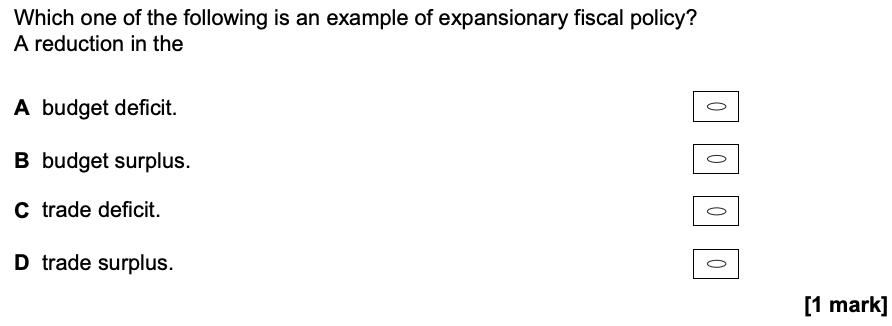 Which one of the following is an example of expansionary fiscal policy?
A reduction in the
A budget deficit.
B budget surplus.
C trade deficit.
D trade surplus.
[1 mark]